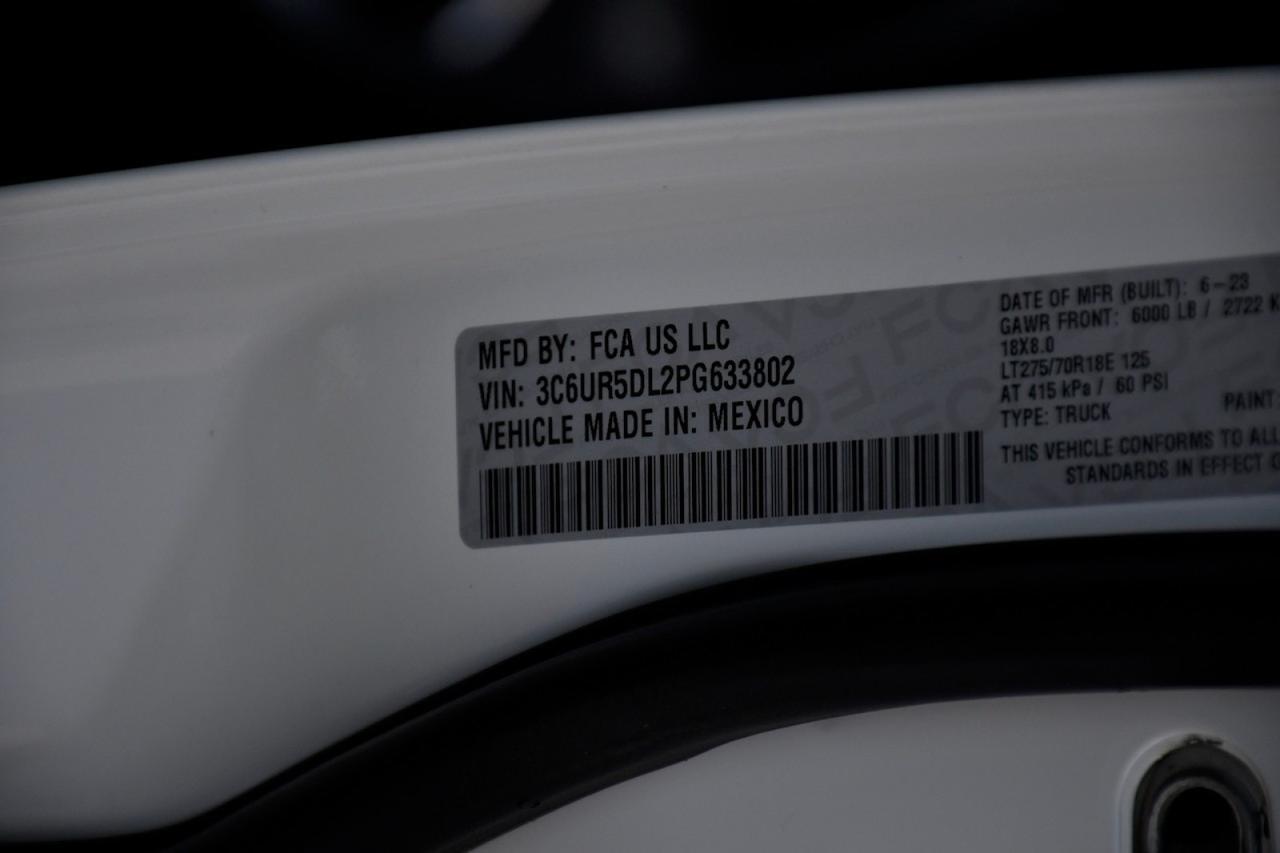 MFD BY: FCA US LLC
VIN: 3C6UR5DL2PG633802
VEHICLE MADE IN: MEXICO
DATE OF MFR (BUILT): 6-23
GAWR FRONT: 6000 LB / 2722 K
18X8.0
LT275/70R18E 125
AT 415 kPa / 60 PSI
TYPE: TRUCK PAINT:
THIS VEHICLE CONFORMS TO ALL
STANDARDS IN EFFECT